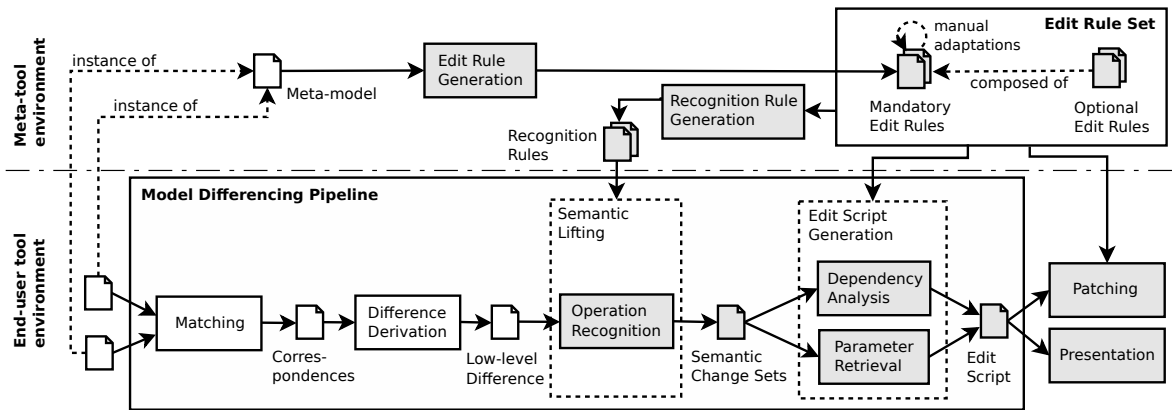 Meta-tool
environment
instance of
instance of
Meta-model
Edit Rule
Generation
Edit Rule Set
manual
adaptations
composed of
Mandatory
Edit Rules
Optional
Edit Rules
Recognition Rule
Generation
Recognition
Rules
End-user tool
environment
Model Differencing Pipeline
Semantic
Lifting
Edit Script
Generation
Matching
Corres-
pondences
Difference
Derivation
Low-level
Difference
Operation
Recognition
Semantic
Change Sets
Dependency
Analysis
Parameter
Retrieval
Edit
Script
Patching
Presentation